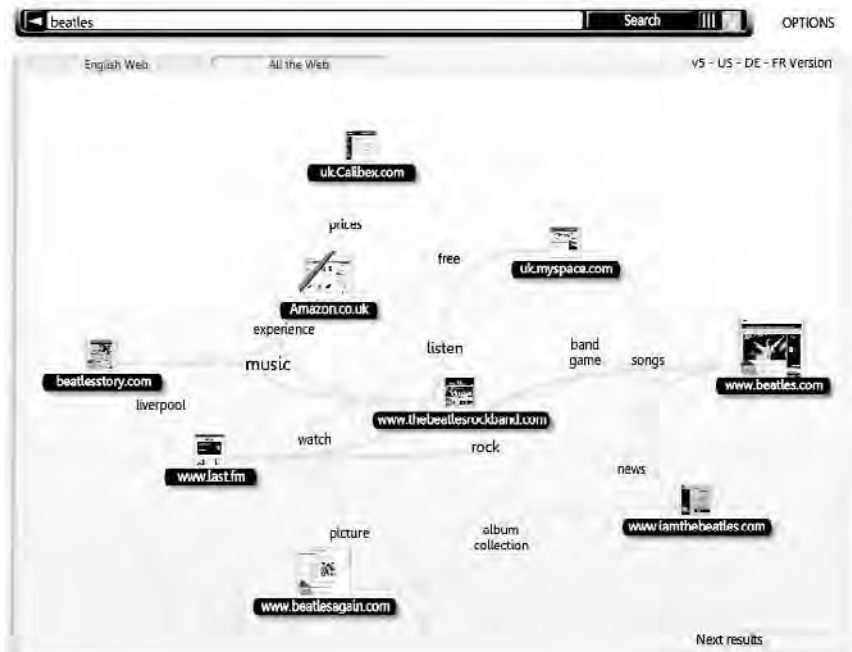 beatles
Search
OPTIONS
English Web
All the Web
v5 - US - DE - FR Version
uk.Calibex.com
prices
free
uk.myspace.com
Amazon.co.uk
experience
music
listen
band
game
songs
beatlesstory.com
www.beatles.com
liverpool
www.thebeatlesrockband.com
watch
rock
www.last.fm
news
www.iamthebeatles.com
picture
album
collection
www.beatlesagain.com
Next results